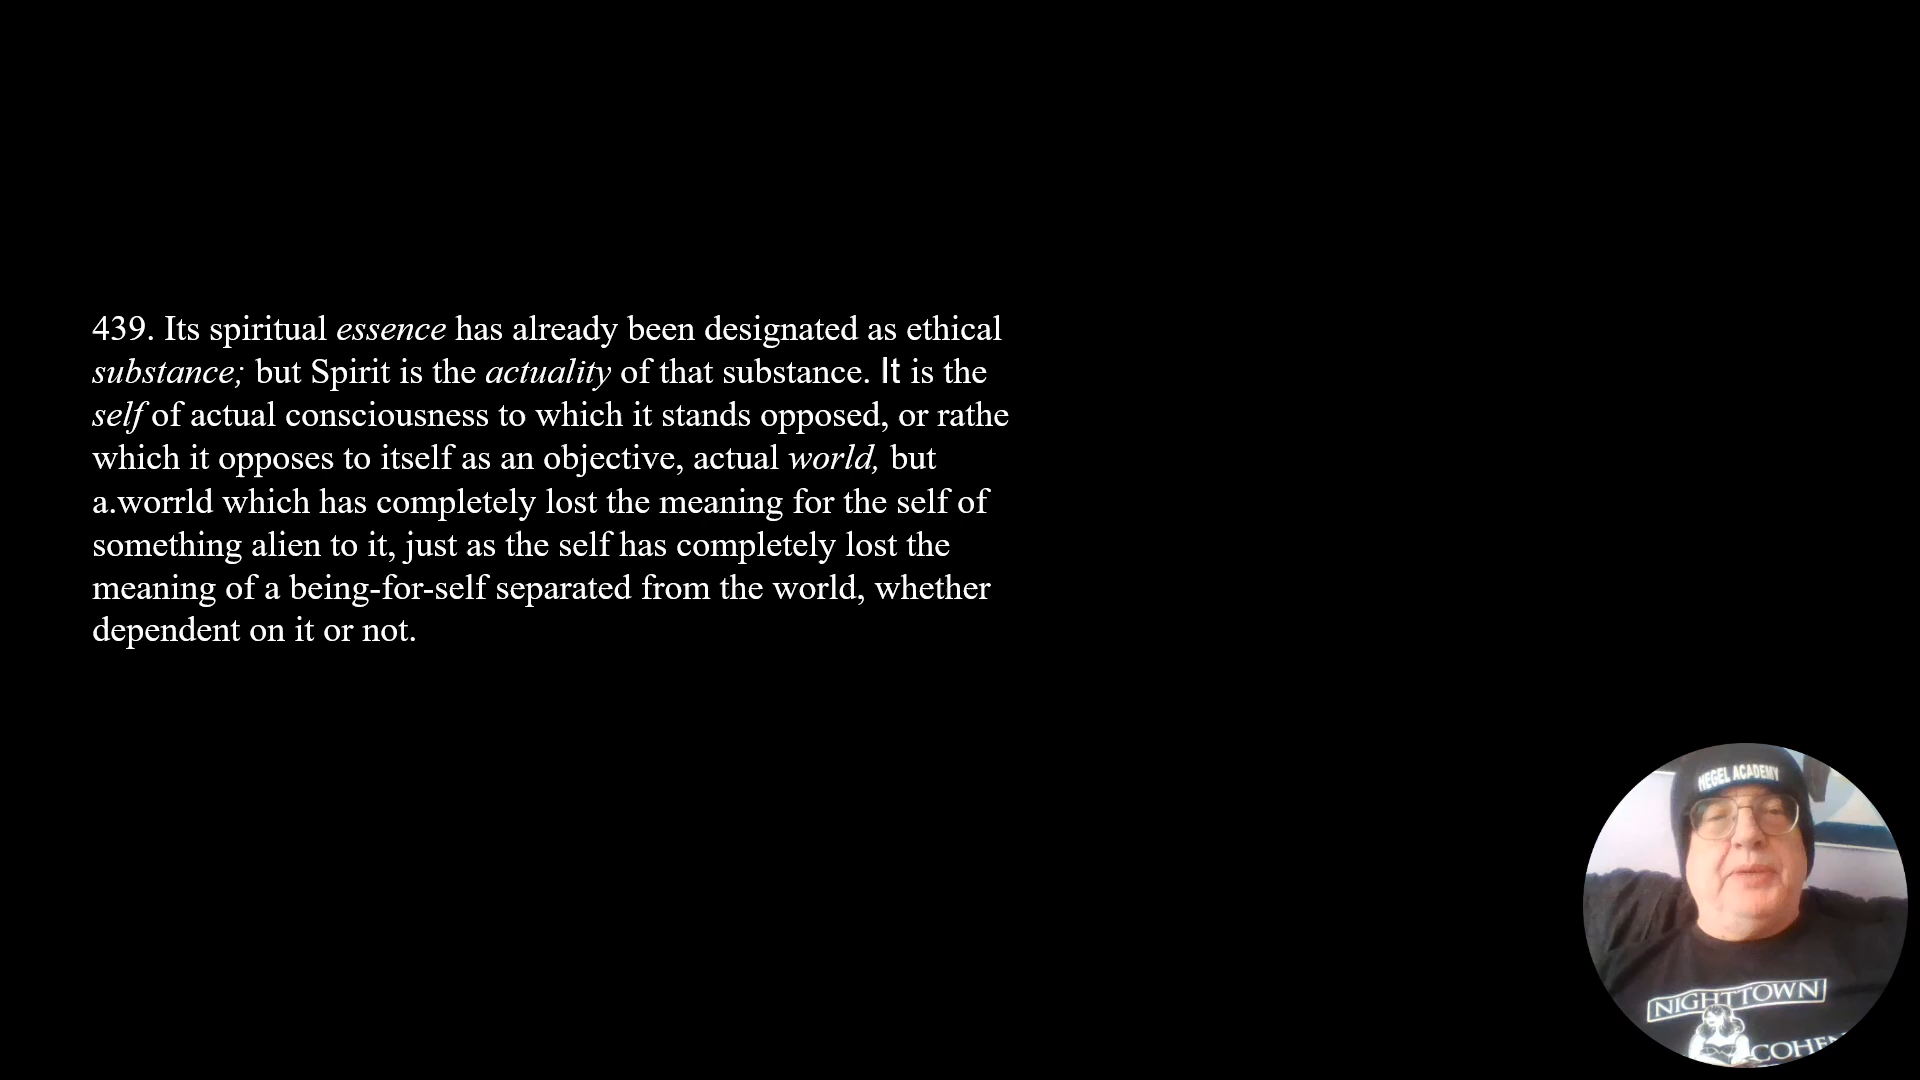 439. Its spiritual essence has already been designated as ethical
substance; but Spirit is the actuality of that substance. It is the
self of actual consciousness to which it stands opposed, or rathe
which it opposes to itself as an objective, actual world, but
a.worrld which has completely lost the meaning for the self of
something alien to it, just as the self has completely lost the
meaning of a being-for-self separated from the world, whether
dependent on it or not.
HEGEL ACADEMY
NIGHTTOWN
COHEN